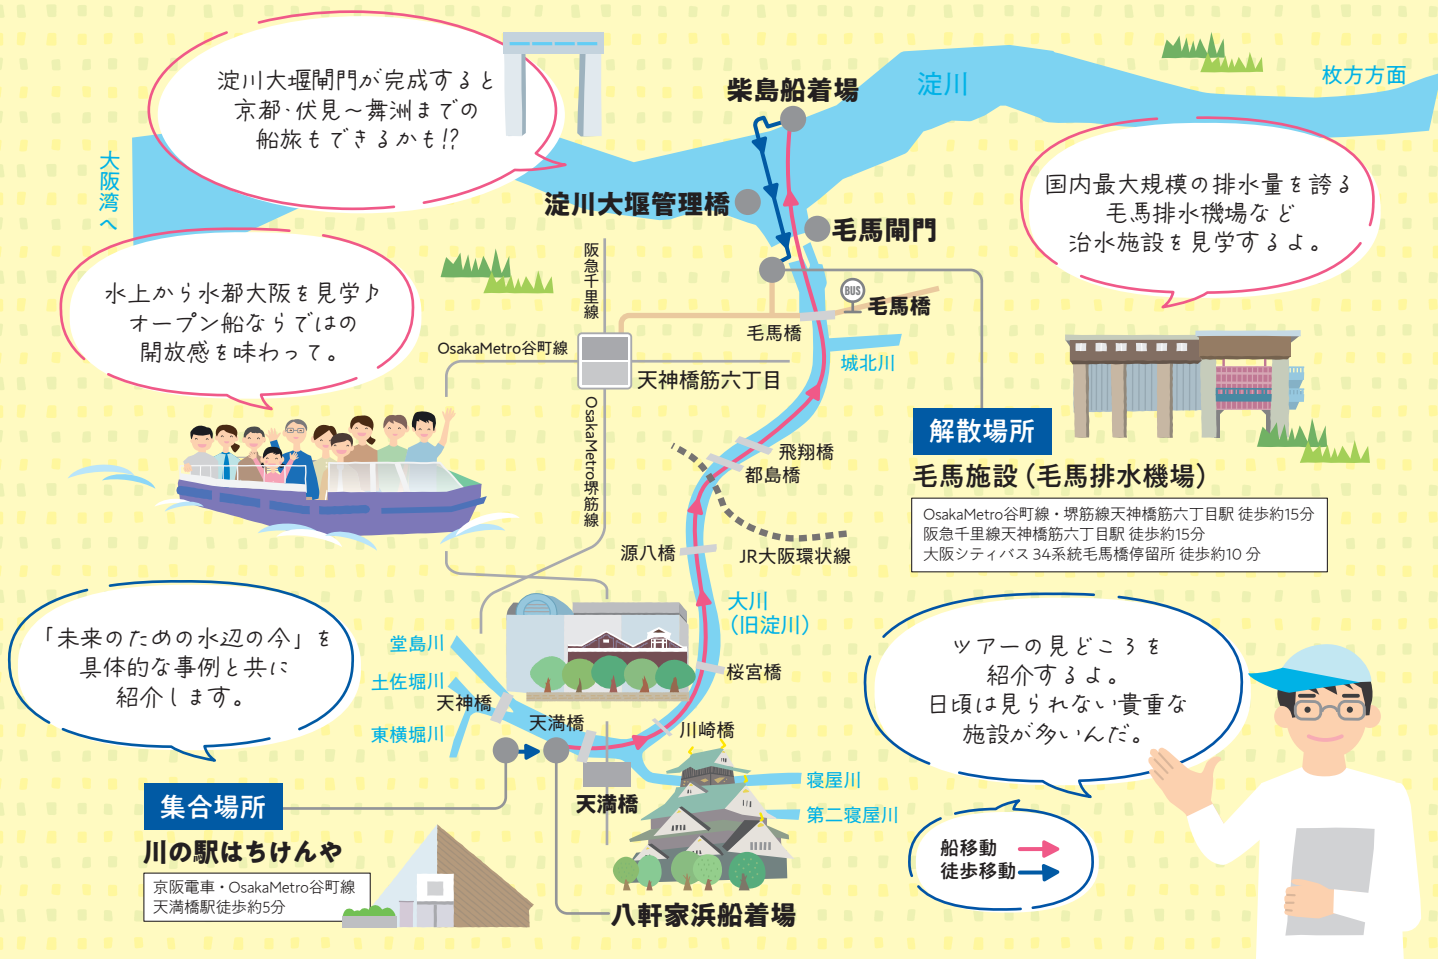 淀川大堰閘門が完成すると
京都・伏見～舞洲までの
船旅もできるかも!?
柴島船着場
淀川
枚方方面
大阪湾へ
国内最大規模の排水量を誇る
毛馬排水機場など
治水施設を見学するよ。
淀川大堰管理橋
毛馬閘門
水上から水都大阪を見学♪
オープン船ならではの
開放感を味わって。
阪急千里線
BUS
毛馬橋
毛馬橋
OsakaMetro谷町線
天神橋筋六丁目
城北川
OsakaMetro堺筋線
解散場所
毛馬施設（毛馬排水機場）
OsakaMetro谷町線・堺筋線天神橋筋六丁目駅 徒歩約15分
阪急千里線天神橋筋六丁目駅 徒歩約15分
大阪シティバス 34系統毛馬橋停留所 徒歩約10 分
飛翔橋
都島橋
源八橋
JR大阪環状線
大川
（旧淀川）
「未来のための水辺の今」を
具体的な事例と共に
紹介します。
堂島川
土佐堀川
天神橋
東横堀川
天満橋
桜宮橋
川崎橋
ツアーの見どころを
紹介するよ。
日頃は見られない貴重な
施設が多いんだ。
寝屋川
第二寝屋川
天満橋
集合場所
川の駅はちけんや
京阪電車・OsakaMetro谷町線
天満橋駅徒歩約5分
八軒家浜船着場
船移動
徒歩移動